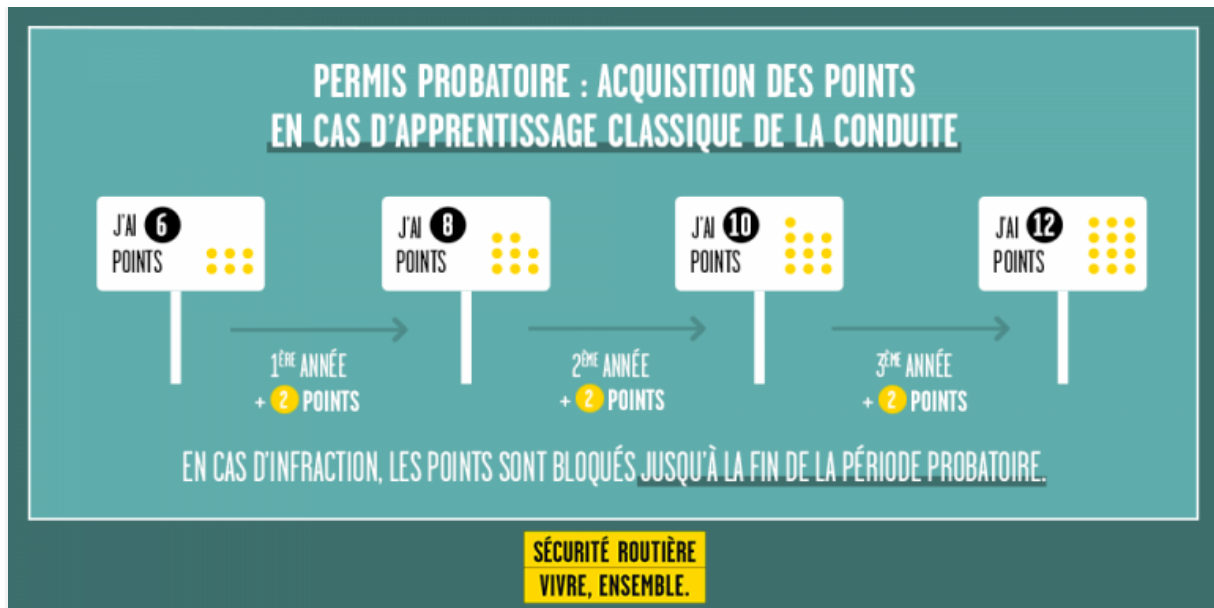 PERMIS PROBATOIRE : ACQUISITION DES POINTS
EN CAS D'APPRENTISSAGE CLASSIQUE DE LA CONDUITE
J'AI 6
POINTS
J'AI 8
POINTS
J'AI 10
POINTS
J'AI 12
POINTS
1ÈRE ANNÉE
+ 2 POINTS
2ÈME ANNÉE
+ 2 POINTS
3ÈME ANNÉE
+ 2 POINTS
EN CAS D'INFRACTION, LES POINTS SONT BLOQUÉS JUSQU'À LA FIN DE LA PÉRIODE PROBATOIRE.
SÉCURITÉ ROUTIÈRE
VIVRE, ENSEMBLE.